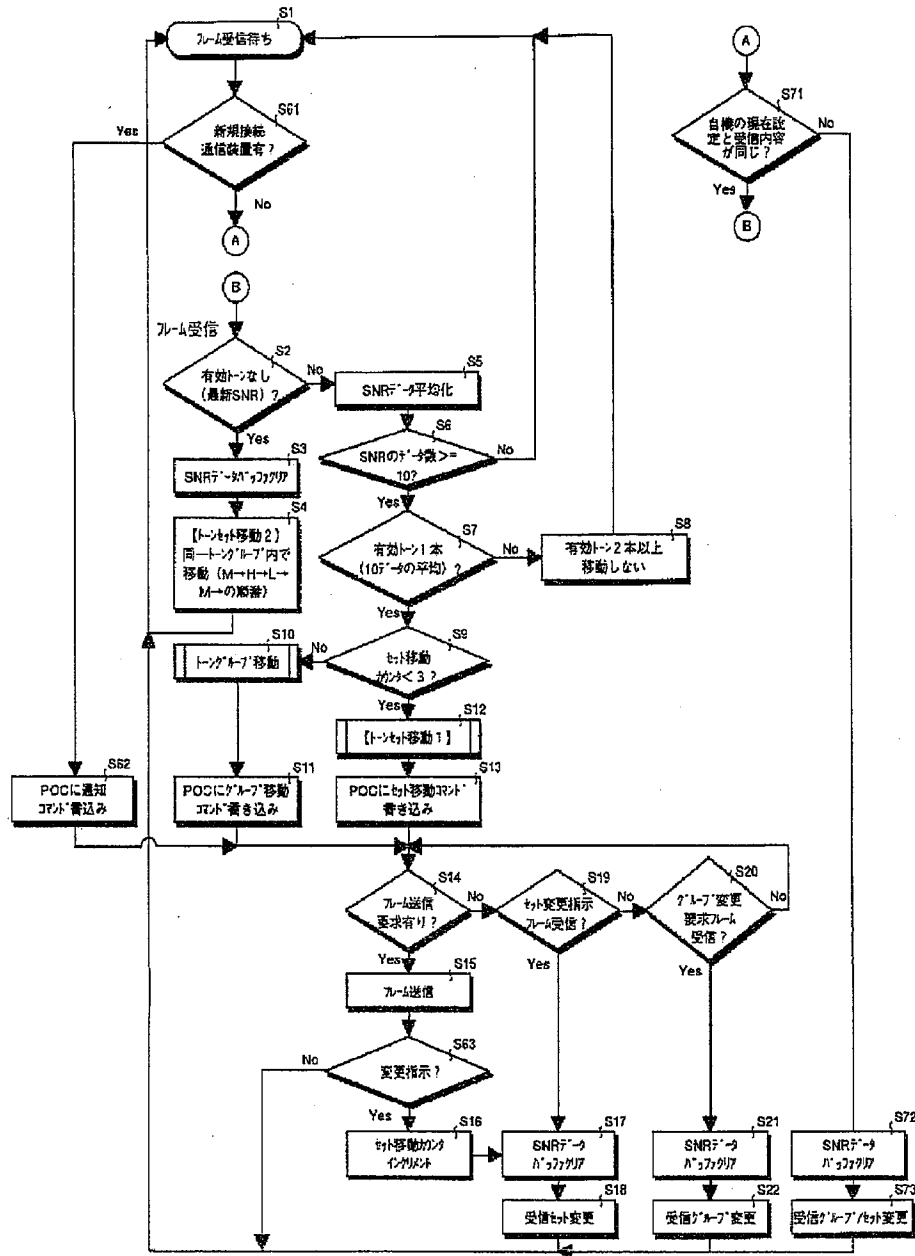 S1
フレーム受信待ち
S61
新規接続
通信装置有？
Yes
No
A
A
S71
自機の現在設
定と受信内容
が同じ？
No
Yes
B
B
フレーム受信
S2
有効トーンなし
（最新SNR）？
No
Yes
S5
SNRデータ平均化
S6
SNRのデータ数>=
10？
No
Yes
S3
SNRデータバッファクリア
S4
【トーンセット移動２】
同一トーングループ内で
移動（M→H→L→
M→の順番）
S7
有効トーン１本
（10データの平均）？
No
Yes
S8
有効トーン２本以上
移動しない
S9
セット移動
カウンタ＜３？
No
Yes
S10
トーングループ移動
S12
【トーンセット移動１】
S62
POCに通知
コマンド書込み
S11
POCにグループ移動
コマンド書き込み
S13
POCにセット移動コマンド
書き込み
S14
フレーム送信
要求有り？
No
Yes
S19
セット変更指示
フレーム受信？
No
Yes
S20
グループ変更
要求フレーム
受信？
No
Yes
S15
フレーム送信
S63
変更指示？
No
Yes
S16
セット移動カウンタ
インクリメント
S17
SNRデータ
バッファクリア
S21
SNRデータ
バッファクリア
S72
SNRデータ
バッファクリア
S18
受信セット変更
S22
受信グループ変更
S73
受信グループ/セット変更